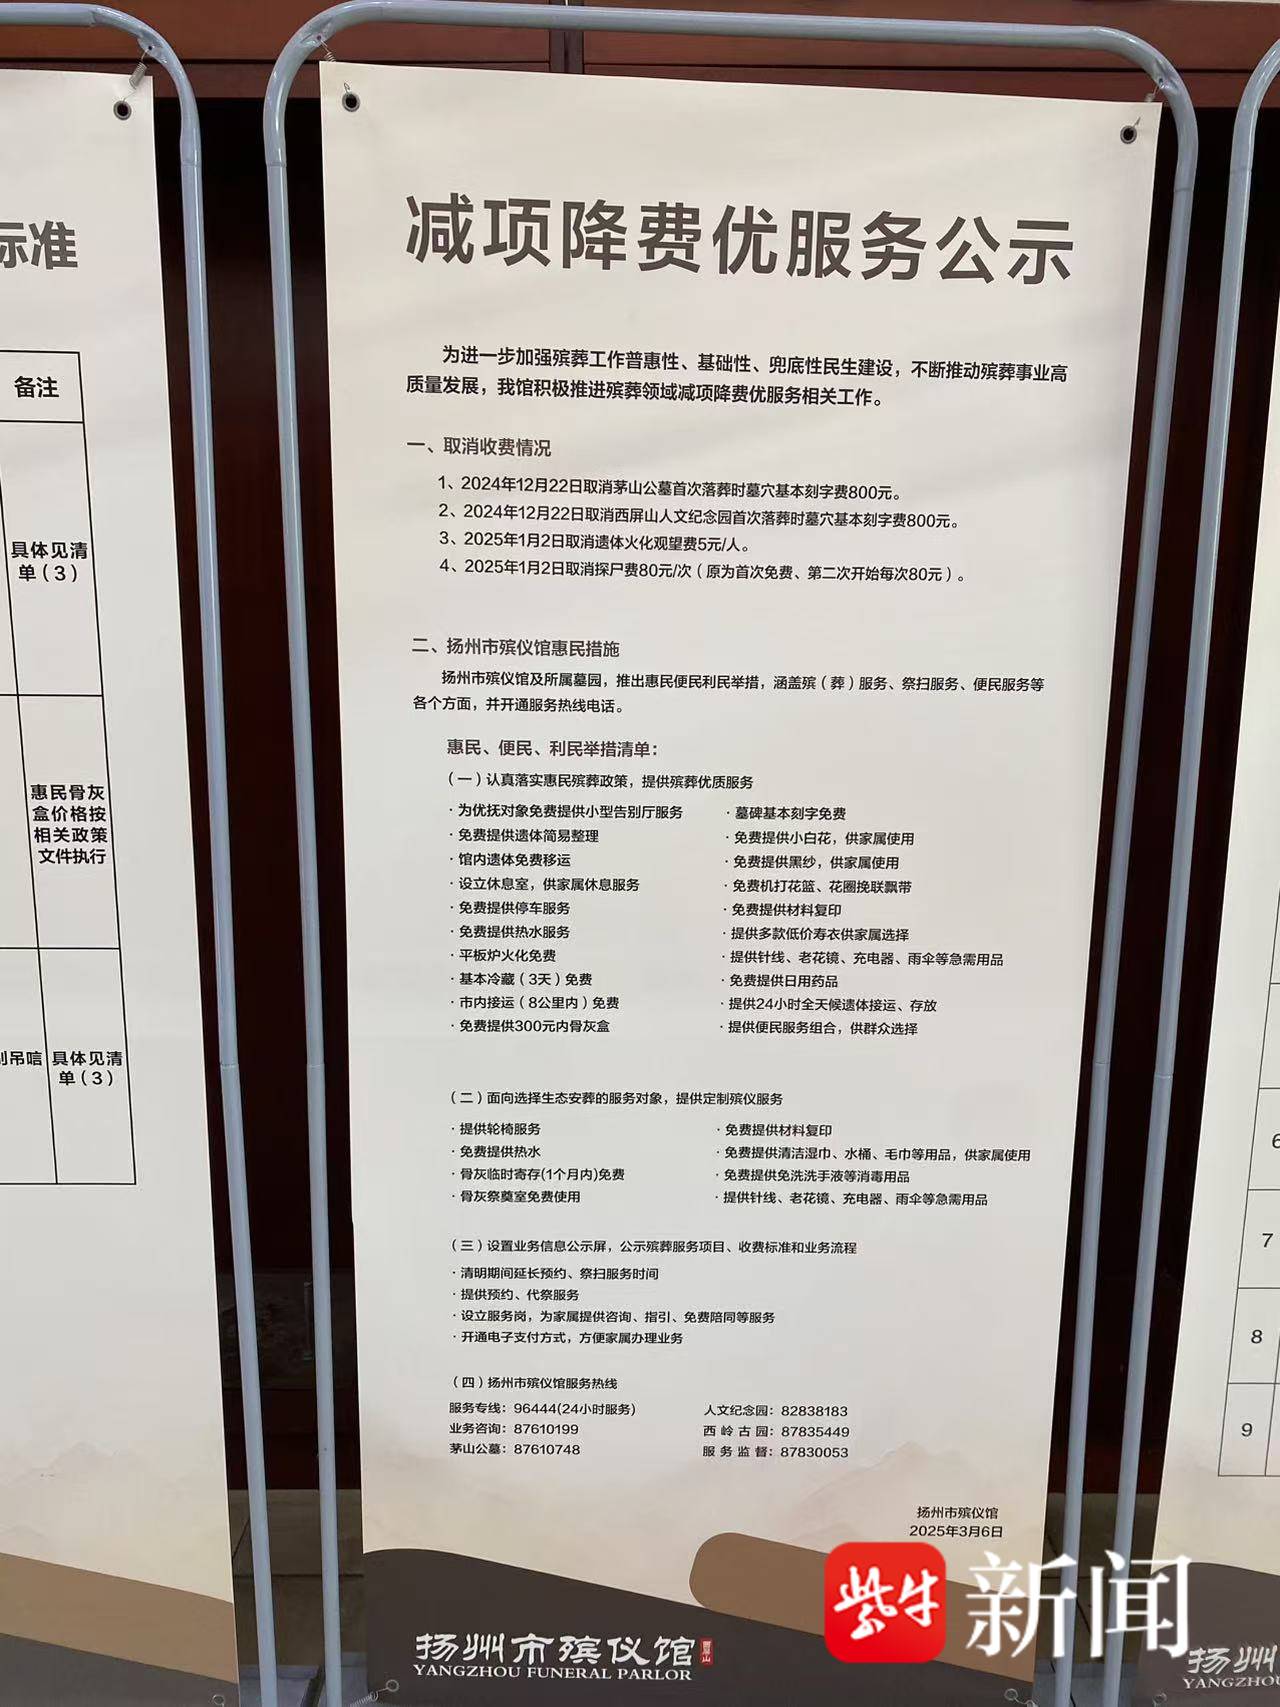 标准
备注
具体见清
单（3）
惠民骨灰
盒价格按
相关政策
文件执行
吊唁
具体见清
单（3）
减项降费优服务公示
为进一步加强殡葬工作普惠性、基础性、兜底性民生建设，不断推动殡葬事业高
质量发展，我馆积极推进殡葬领域减项降费优服务相关工作。
一、取消收费情况
1、2024年12月22日取消茅山公墓首次落葬时墓穴基本刻字费800元。
2、2024年12月22日取消西屏山人文纪念园首次落葬时墓穴基本刻字费800元。
3、2025年1月2日取消遗体火化观望费5元/人。
4、2025年1月2日取消探尸费80元/次（原为首次免费、第二次开始每次80元）。
二、扬州市殡仪馆惠民措施
扬州市殡仪馆及所属墓园，推出惠民便民利民举措，涵盖殡（葬）服务、祭扫服务、便民服务等
各个方面，并开通服务热线电话。
惠民、便民、利民举措清单：
（一）认真落实惠民殡葬政策，提供殡葬优质服务
·为优抚对象免费提供小型告别厅服务
·免费提供遗体简易整理
·馆内遗体免费移运
·设立休息室，供家属休息服务
·免费提供停车服务
·免费提供热水服务
·平板炉火化免费
·基本冷藏（3天）免费
·市内接运（8公里内）免费
·免费提供300元内骨灰盒
·墓碑基本刻字免费
·免费提供小白花，供家属使用
·免费提供黑纱，供家属使用
·免费机打花篮、花圈挽联飘带
·免费提供材料复印
·提供多款低价寿衣供家属选择
·提供针线、老花镜、充电器、雨伞等急需用品
·免费提供日用药品
·提供24小时全天候遗体接运、存放
·提供便民服务组合，供群众选择
（二）面向选择生态安葬的服务对象，提供定制殡仪服务
·提供轮椅服务
·免费提供热水
·骨灰临时寄存(1个月内)免费
·骨灰祭奠室免费使用
·免费提供材料复印
·免费提供清洁湿巾、水桶、毛巾等用品，供家属使用
·免费提供免洗洗手液等消毒用品
·提供针线、老花镜、充电器、雨伞等急需用品
（三）设置业务信息公示屏，公示殡葬服务项目、收费标准和业务流程
·清明期间延长预约、祭扫服务时间
·提供预约、代祭服务
·设立服务岗，为家属提供咨询、指引、免费陪同等服务
·开通电子支付方式，方便家属办理业务
（四）扬州市殡仪馆服务热线
服务专线：96444(24小时服务)
业务咨询：87610199
茅山公墓：87610748
人文纪念园：82838183
西岭古园：87835449
服务监督：87830053
扬州市殡仪馆
2025年3月6日
扬州市殡仪馆
YANGZHOU FUNERAL PARLOR
6
7
8
9
扬州
YANGZHOU
紫牛
新闻